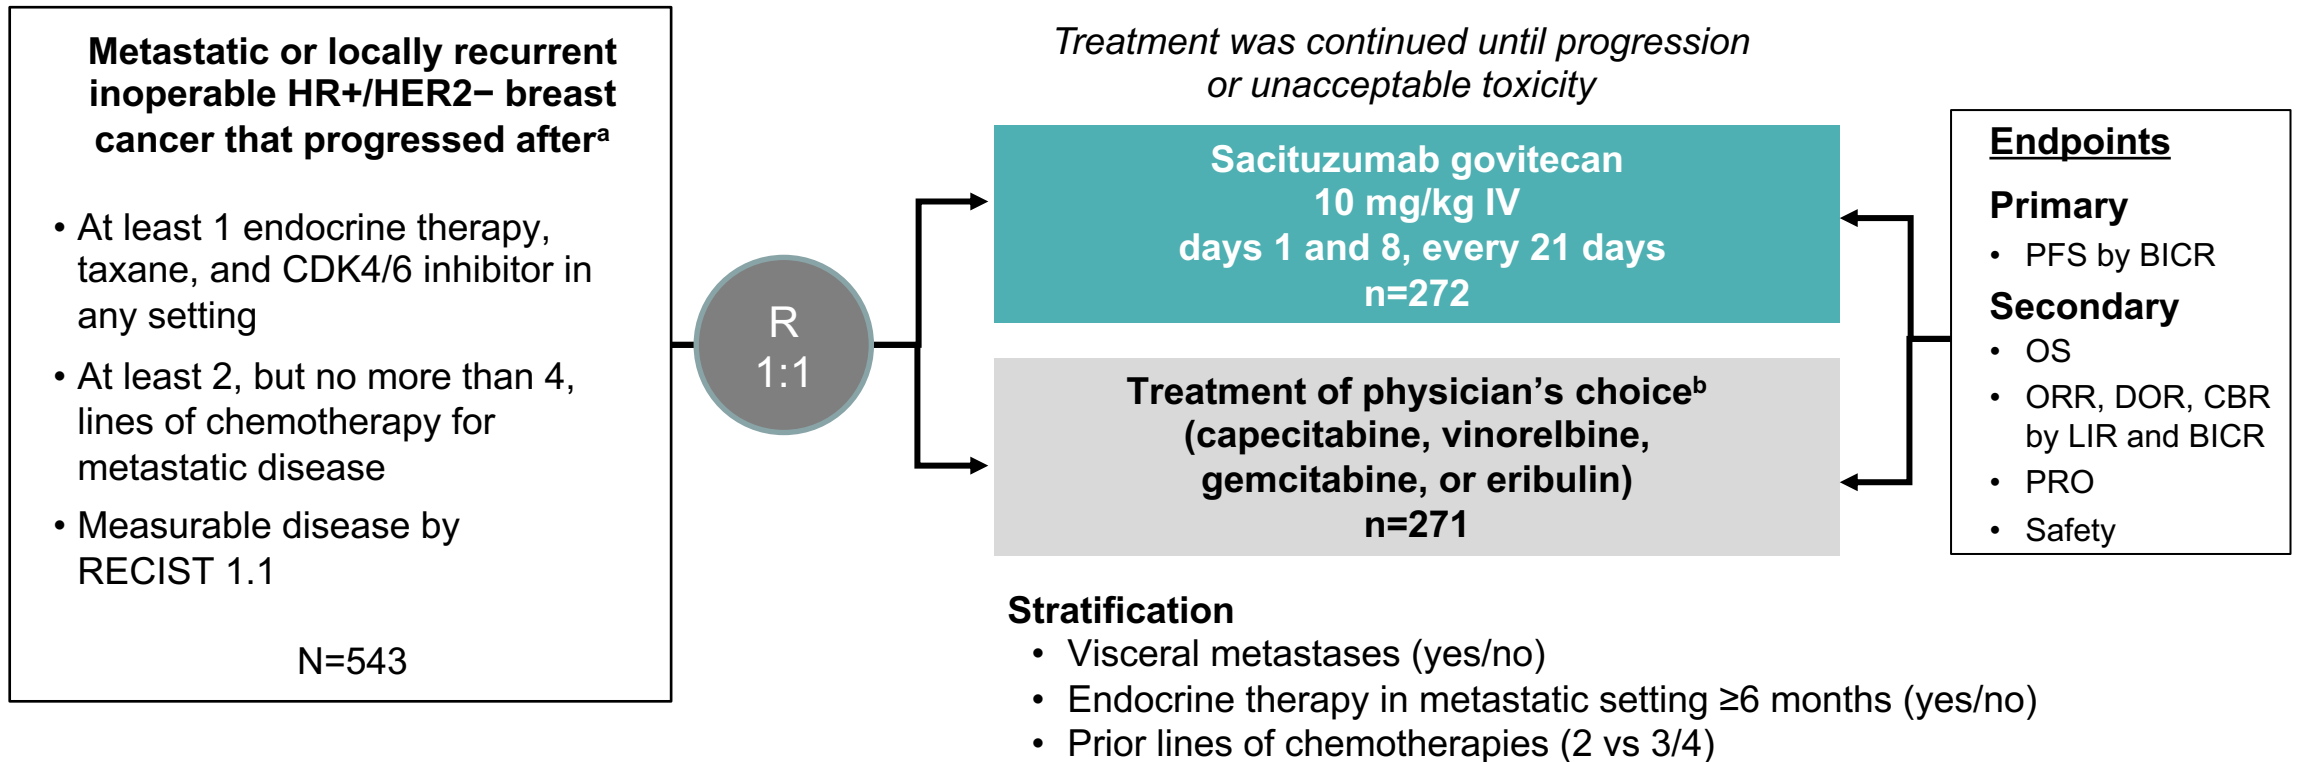 Metastatic or locally recurrent
inoperable HR+/HER2− breast
cancer that progressed afterᵃ
• At least 1 endocrine therapy,
taxane, and CDK4/6 inhibitor in
any setting
• At least 2, but no more than 4,
lines of chemotherapy for
metastatic disease
• Measurable disease by
RECIST 1.1
N=543
R
1:1
Treatment was continued until progression
or unacceptable toxicity
Sacituzumab govitecan
10 mg/kg IV
days 1 and 8, every 21 days
n=272
Treatment of physician’s choiceᵇ
(capecitabine, vinorelbine,
gemcitabine, or eribulin)
n=271
Stratification
• Visceral metastases (yes/no)
• Endocrine therapy in metastatic setting ≥6 months (yes/no)
• Prior lines of chemotherapies (2 vs 3/4)
Endpoints
Primary
• PFS by BICR
Secondary
• OS
• ORR, DOR, CBR
by LIR and BICR
• PRO
• Safety